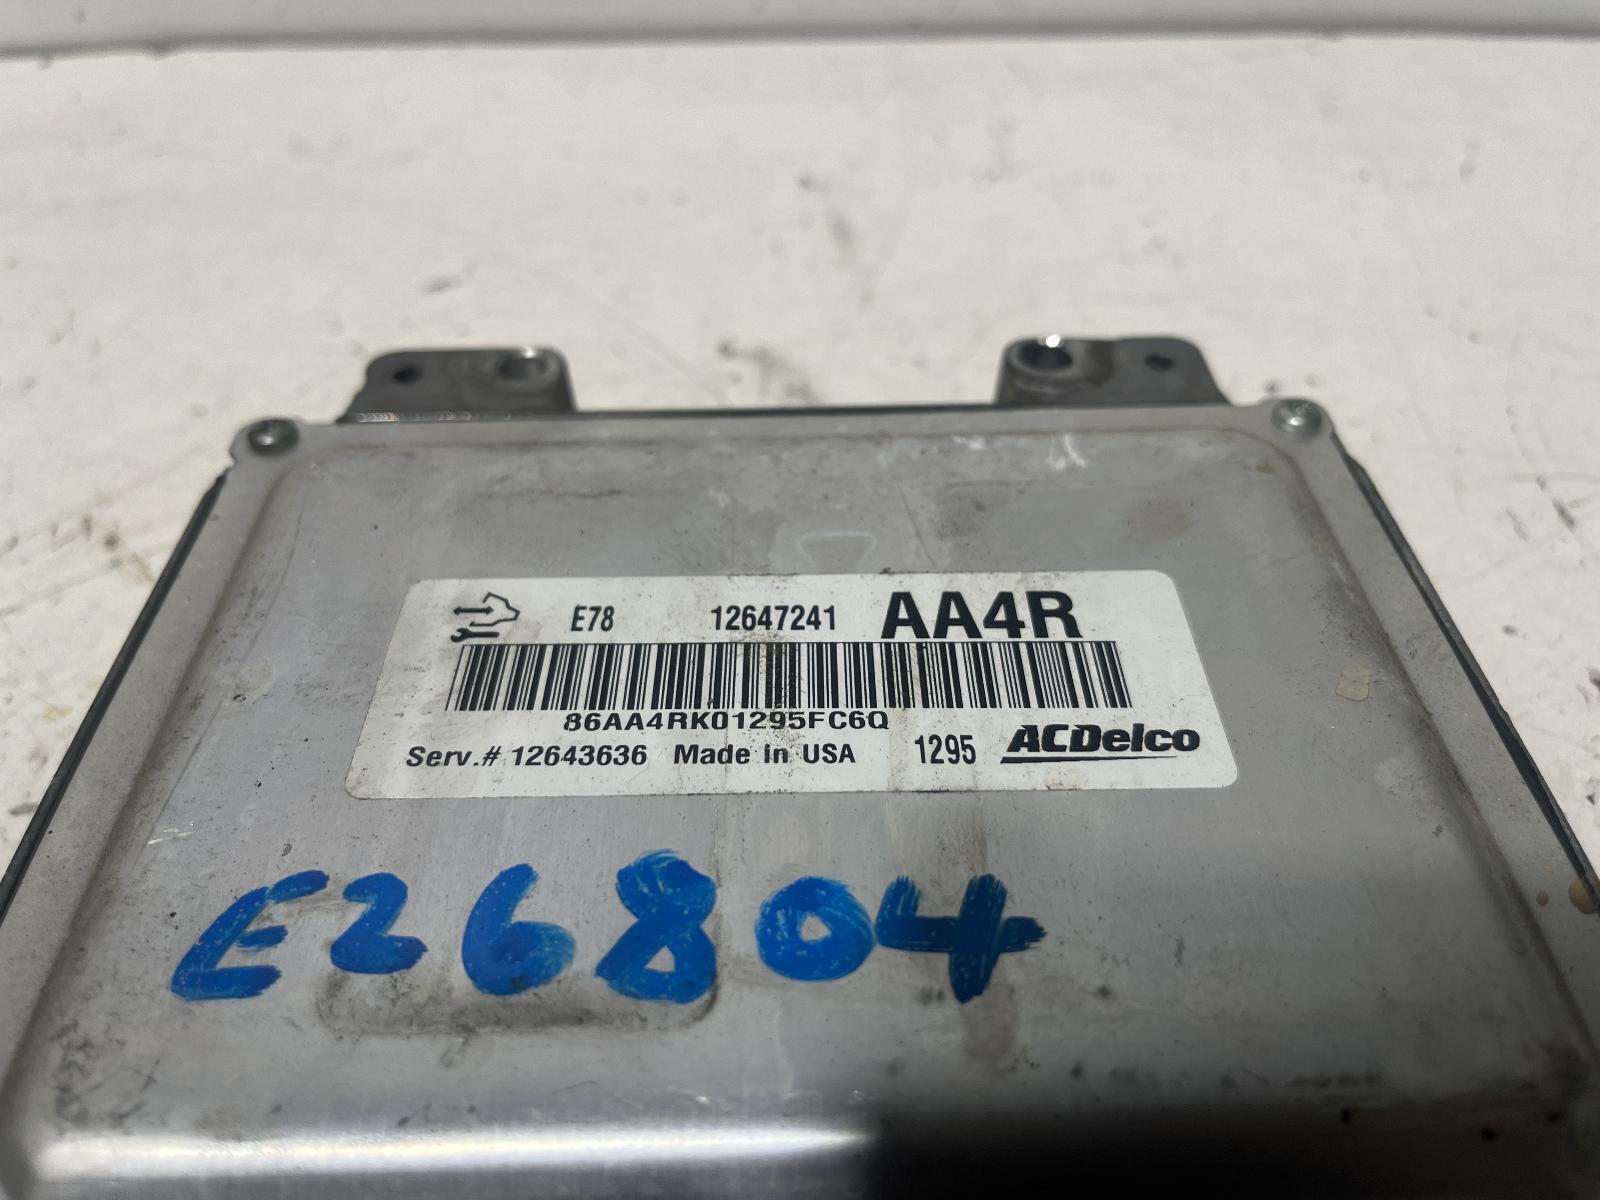 E78 12647241 AA4R
86AA4RK01295FC6Q
Serv.# 12643636 Made in USA 1295 ACDelco
E26804